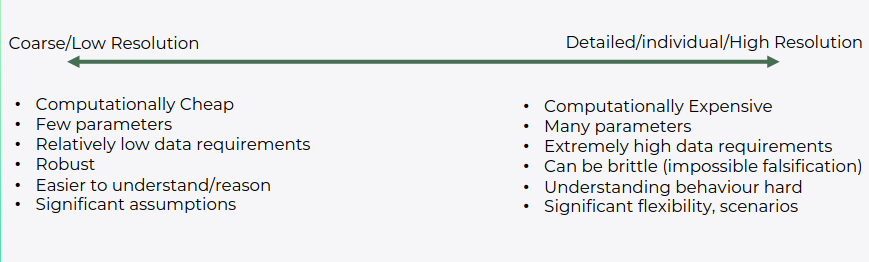 Coarse/Low Resolution
Detailed/individual/High Resolution
• Computationally Cheap
• Few parameters
• Relatively low data requirements
• Robust
• Easier to understand/reason
• Significant assumptions
• Computationally Expensive
• Many parameters
• Extremely high data requirements
• Can be brittle (impossible falsification)
• Understanding behaviour hard
• Significant flexibility, scenarios